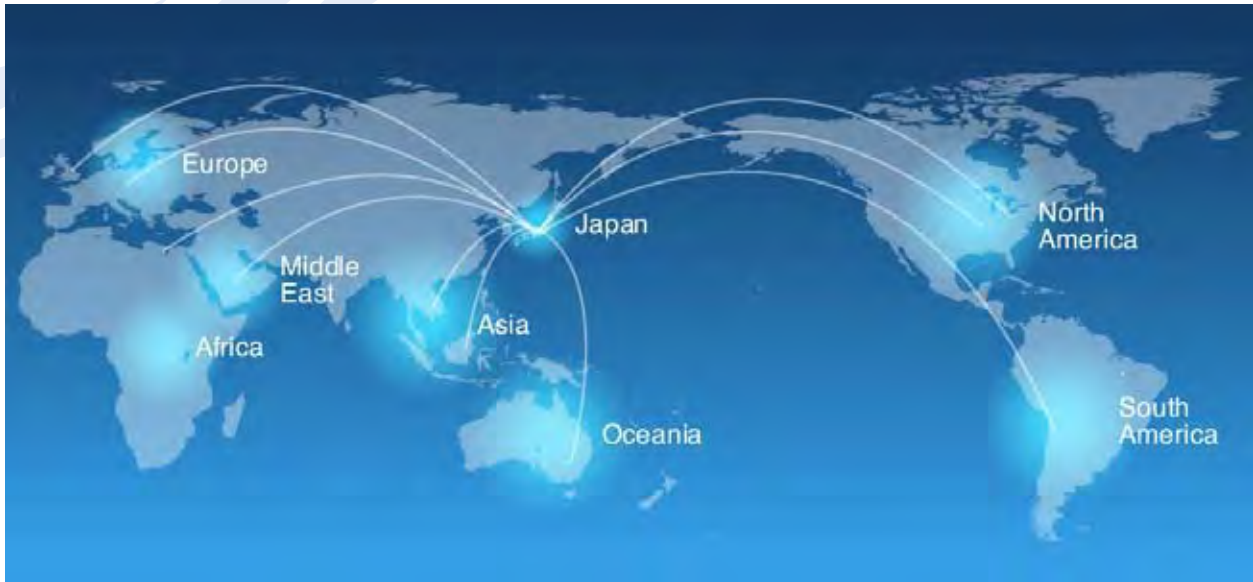 Europe
Japan
North
America
Middle
East
Asia
Africa
South
America
Oceania